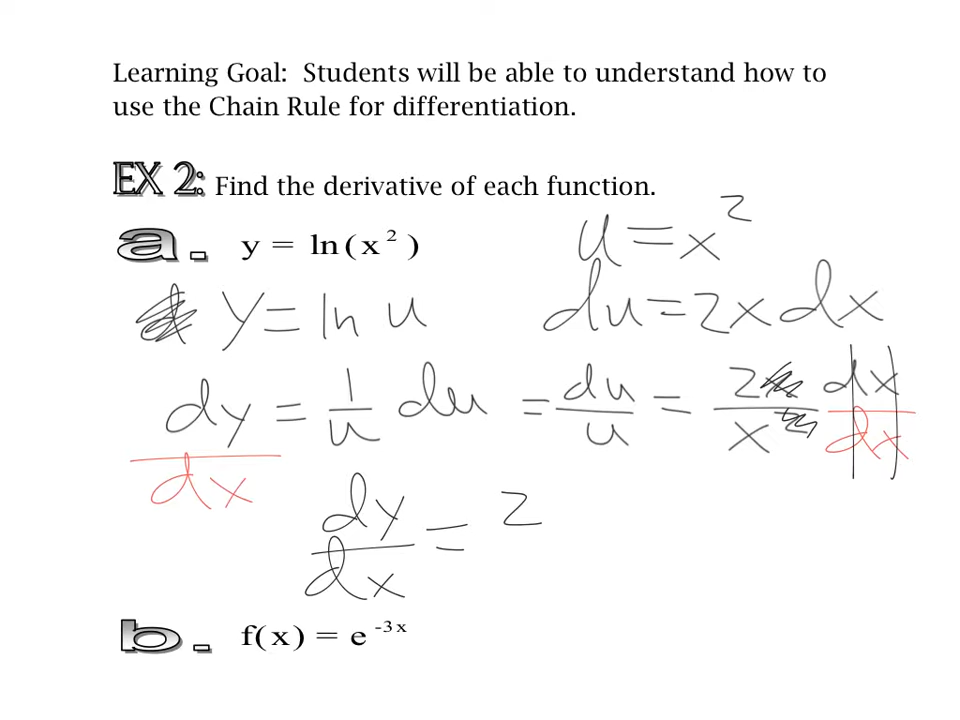 Learning Goal: Students will be able to understand how to
use the Chain Rule for differentiation.
EX 2: Find the derivative of each function.
a. y = ln(x²)
u = x²
y = ln u
du = 2x dx
dy/dx = 1/u du = du/u = 2/x dx/dx
dy/dx = 2
b. f(x) = e^-3x